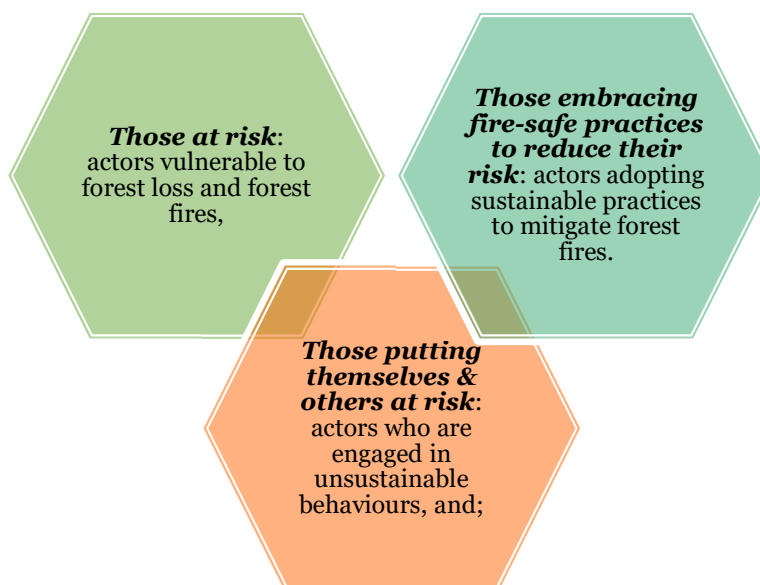 Those at risk:
actors vulnerable to
forest loss and forest
fires,
Those embracing
fire-safe practices
to reduce their
risk: actors adopting
sustainable practices
to mitigate forest
fires.
Those putting
themselves &
others at risk:
actors who are
engaged in
unsustainable
behaviours, and;